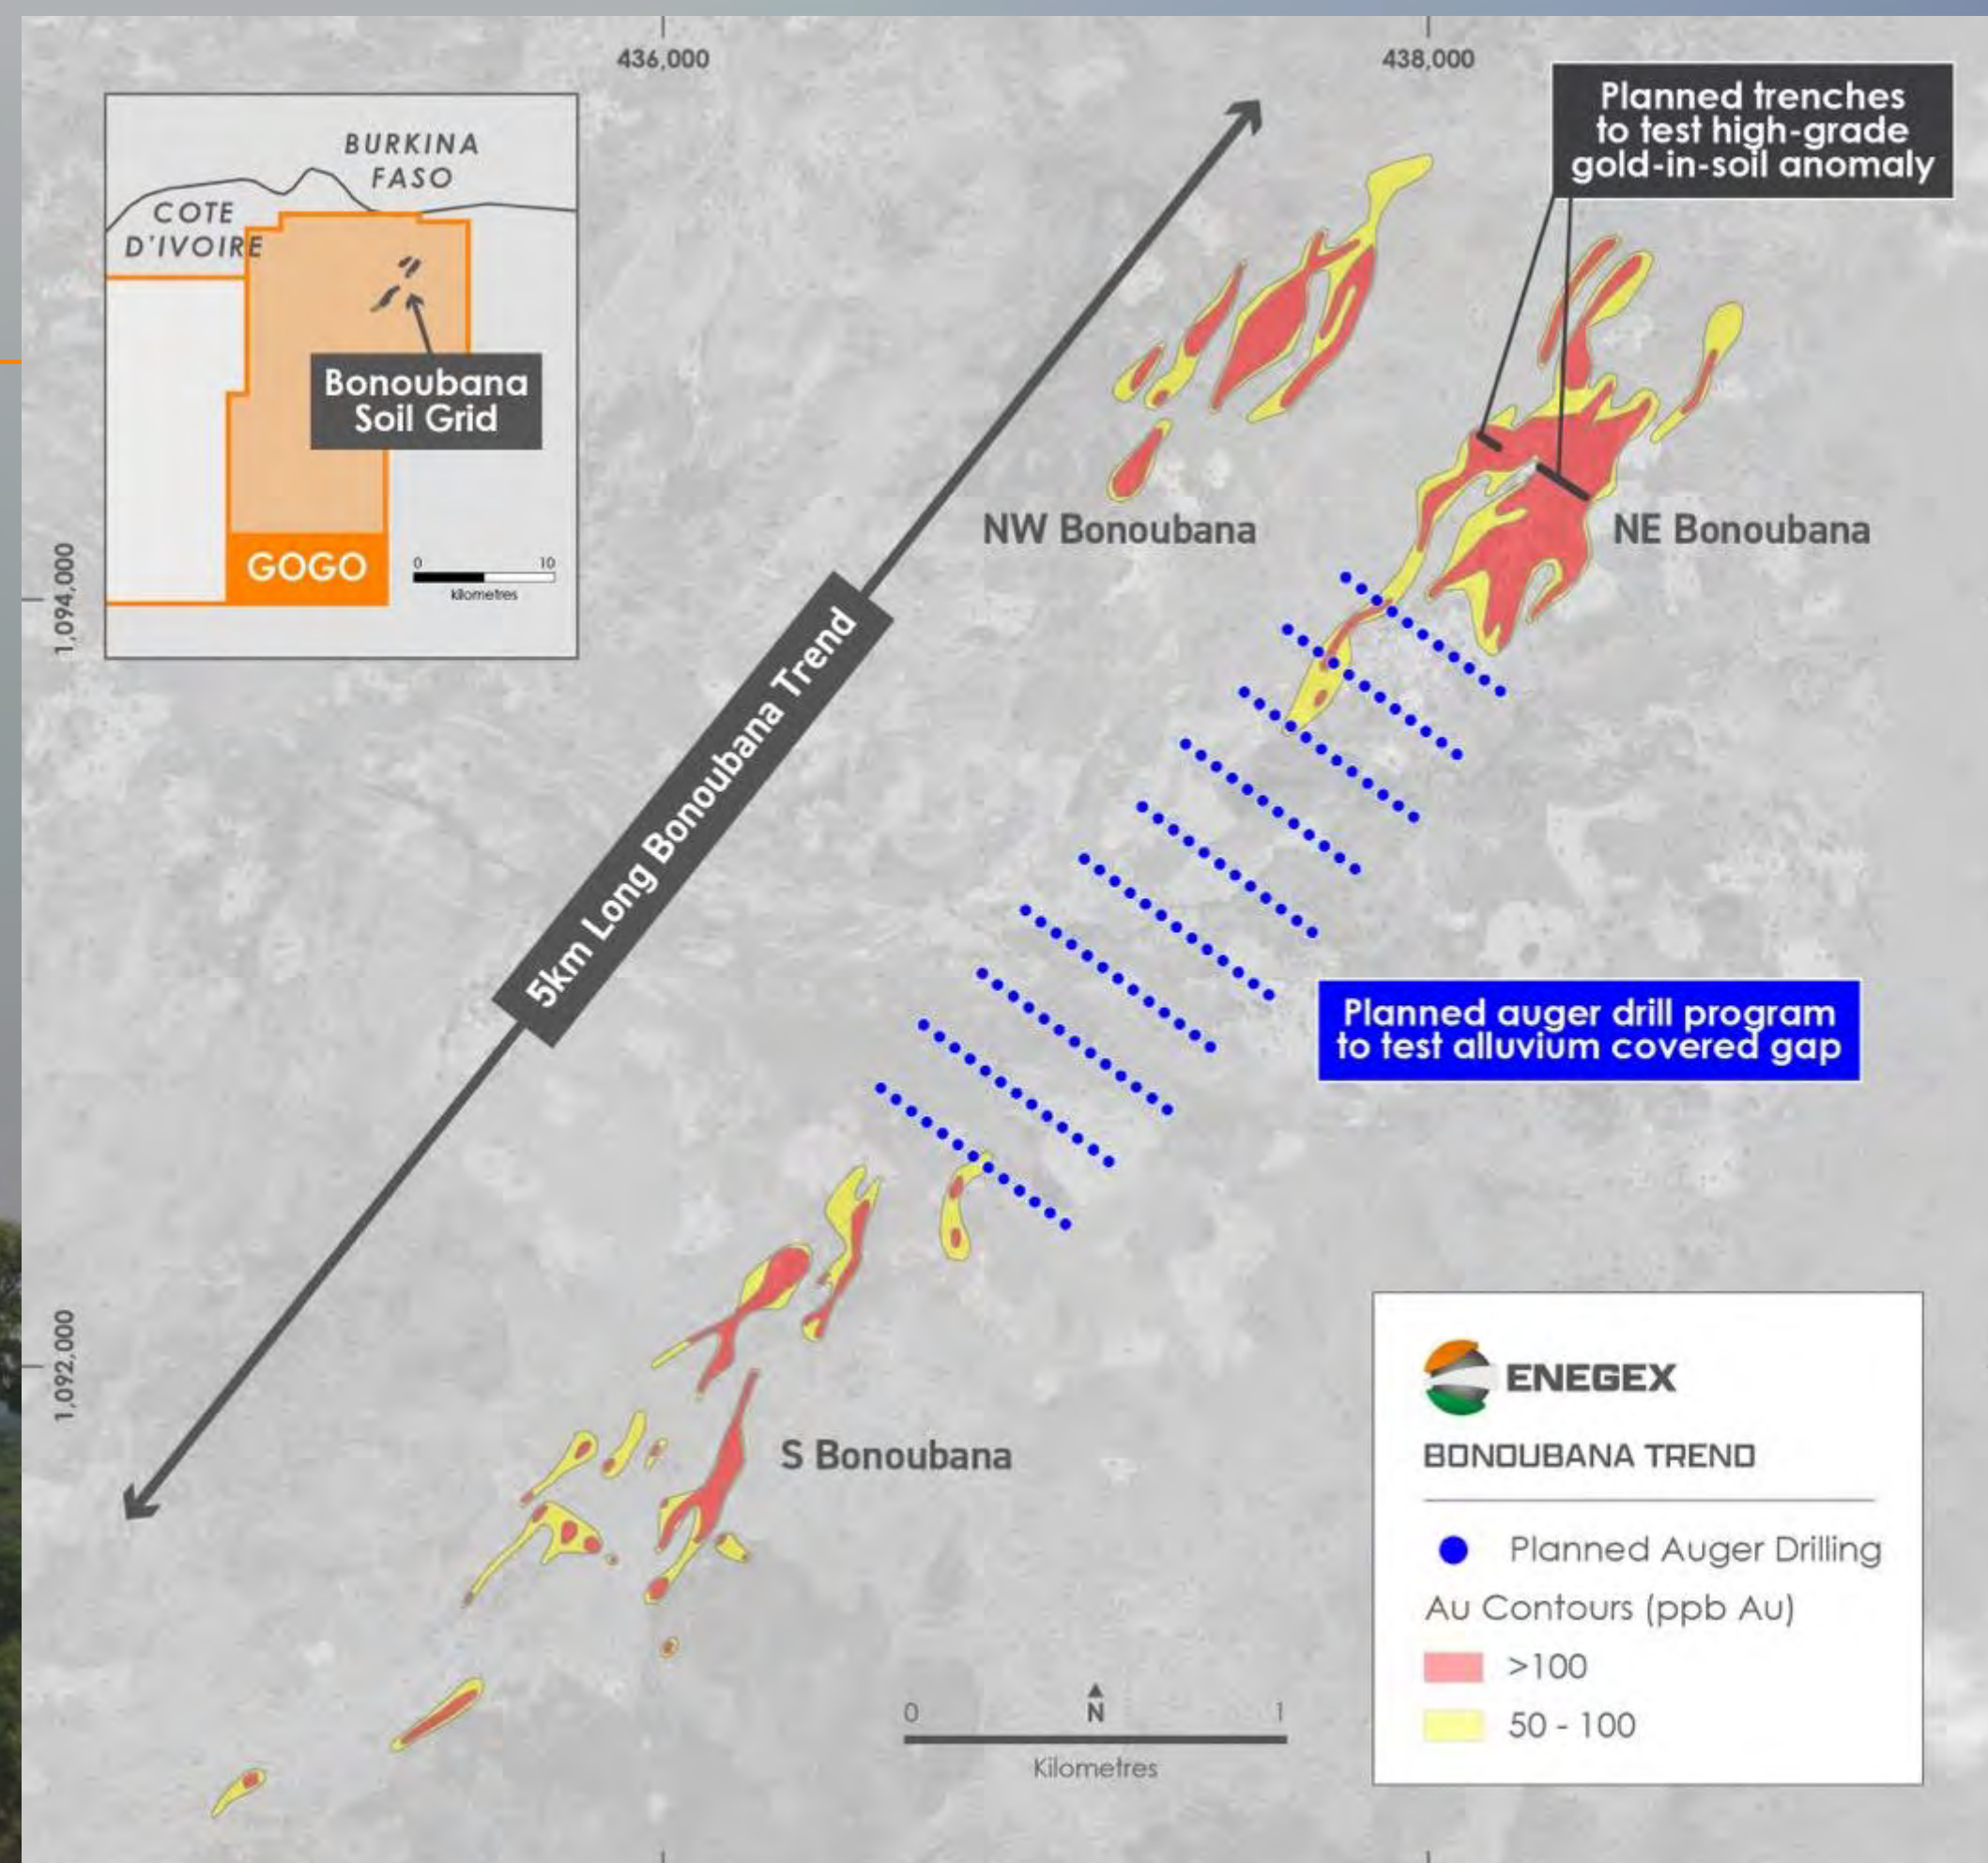 436,000
438,000
Planned trenches
to test high-grade
gold-in-soil anomaly
BURKINA
FASO
COTE
D'IVOIRE
Bonoubana
Soil Grid
GOGO
0 10
kilometres
1,094,000
1,092,000
NW Bonoubana
NE Bonoubana
5km Long Bonoubana Trend
Planned auger drill program
to test alluvium covered gap
S Bonoubana
0 N 1
Kilometres
ENEGEX
BONOUBANA TREND
Planned Auger Drilling
Au Contours (ppb Au)
>100
50 - 100